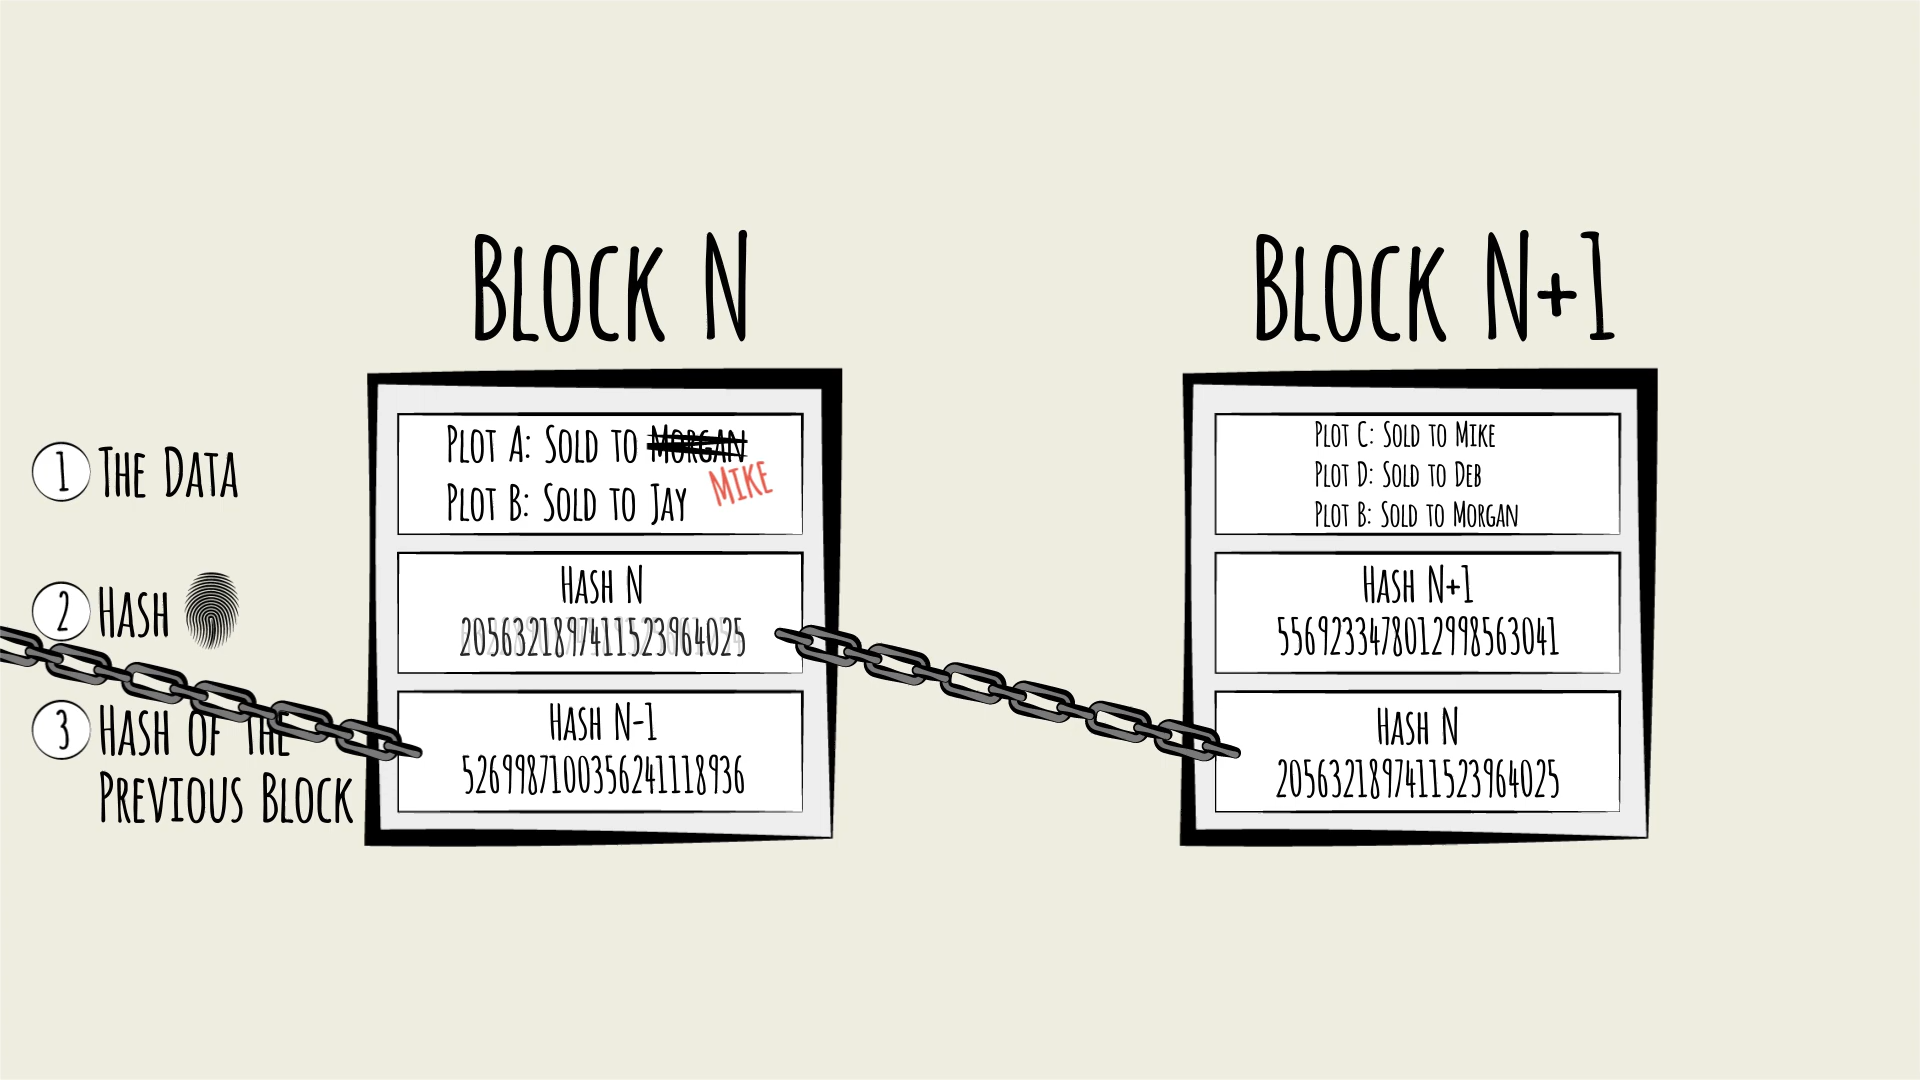 Block N
Block N+1
1 The Data
2 Hash
3 Hash of the
Previous Block
Plot A: Sold to Morgan
Mike
Plot B: Sold to Jay
Hash N
2056321897411523964025
Hash N-1
5269987100356241118936
Plot C: Sold to Mike
Plot D: Sold to Deb
Plot B: Sold to Morgan
Hash N+1
5569233478012998563041
Hash N
2056321897411523964025